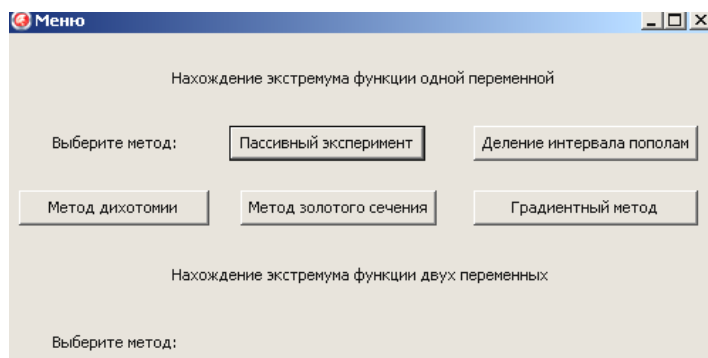 Меню
Нахождение экстремума функции одной переменной
Выберите метод: Пассивный эксперимент Деление интервала пополам
Метод дихотомии Метод золотого сечения Градиентный метод
Нахождение экстремума функции двух переменных
Выберите метод: